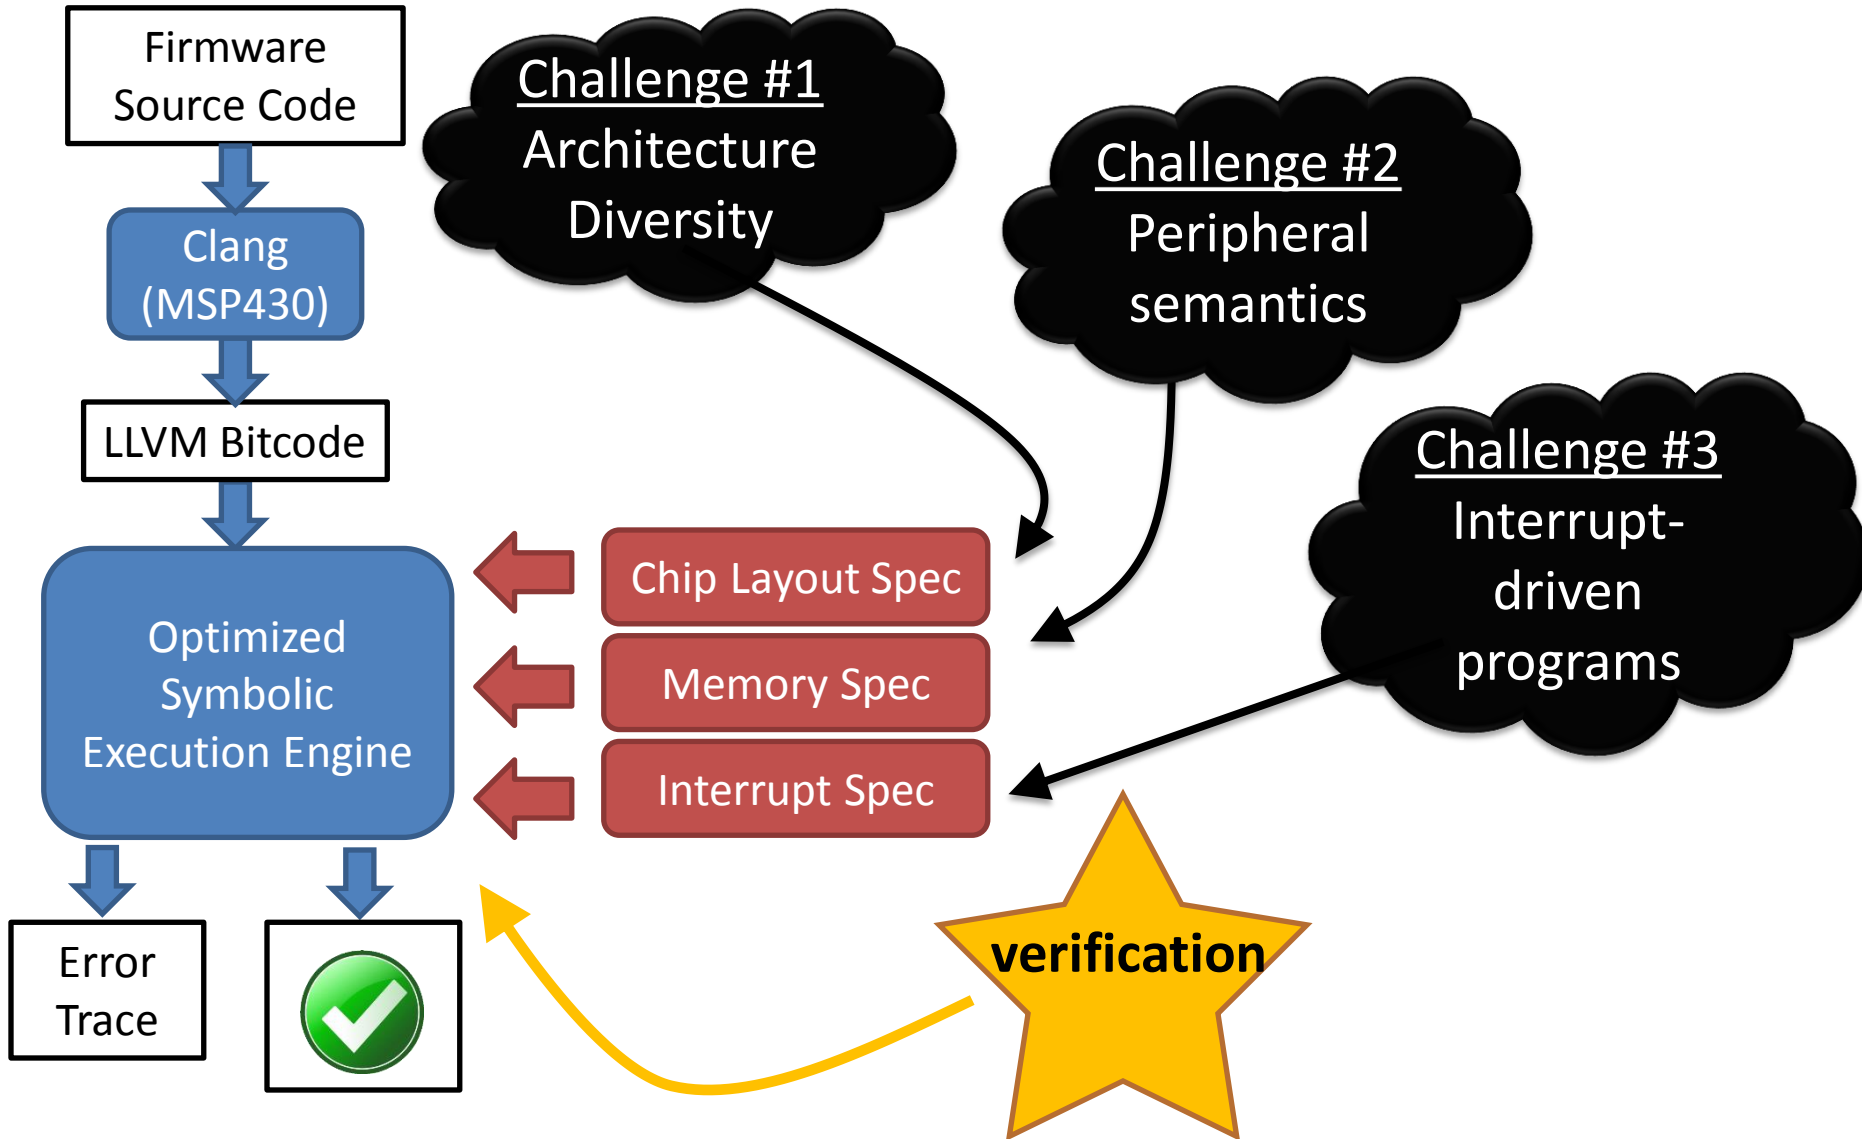 Firmware
Source Code
Clang
(MSP430)
LLVM Bitcode
Optimized
Symbolic
Execution Engine
Error
Trace
Chip Layout Spec
Memory Spec
Interrupt Spec
Challenge #1
Architecture
Diversity
Challenge #2
Peripheral
semantics
Challenge #3
Interrupt-
driven
programs
verification